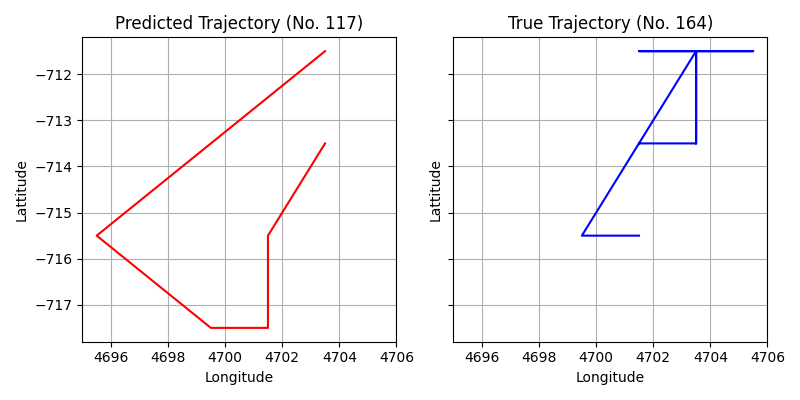 Predicted Trajectory (No. 117)
True Trajectory (No. 164)
Lattitude
−712
−713
−714
−715
−716
−717
4696 4698 4700 4702 4704 4706
Longitude
Lattitude
4696 4698 4700 4702 4704 4706
Longitude